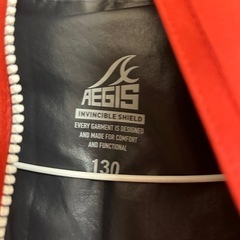 AEGIS
INVINCIBLE SHIELD
EVERY GARMENT IS DESIGNED
AND MADE FOR COMFORT
AND FUNCTIONAL
130